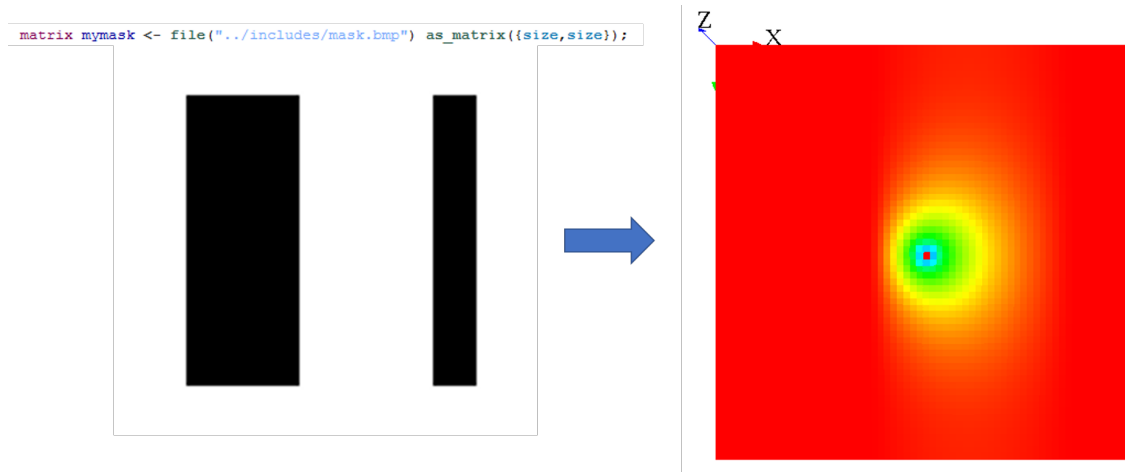 matrix mymask <- file("../includes/mask.bmp") as_matrix({size,size});
Z
X